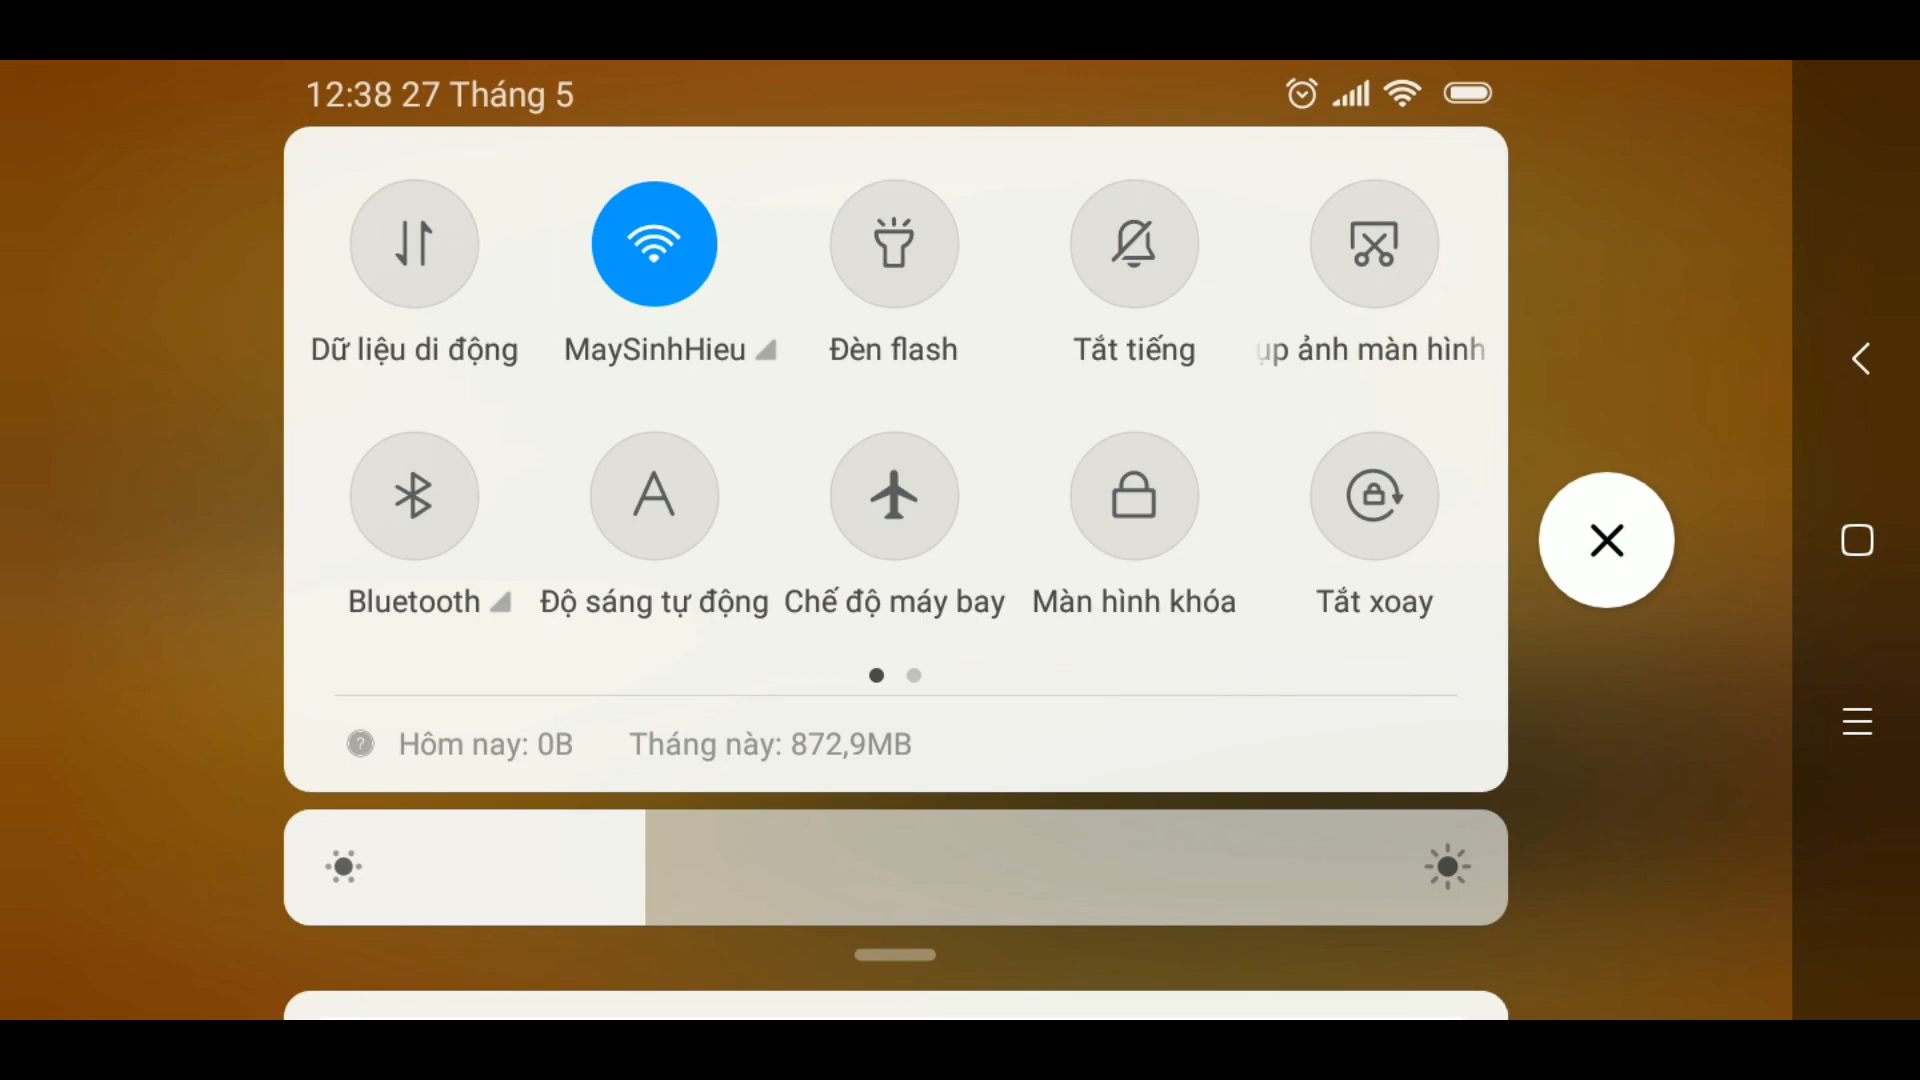 12:38 27 Tháng 5
Dữ liệu di động MaySinhHieu Đèn flash Tắt tiếng ụp ảnh màn hình
Bluetooth Độ sáng tự động Chế độ máy bay Màn hình khóa Tắt xoay
Hôm nay: 0B Tháng này: 872,9MB